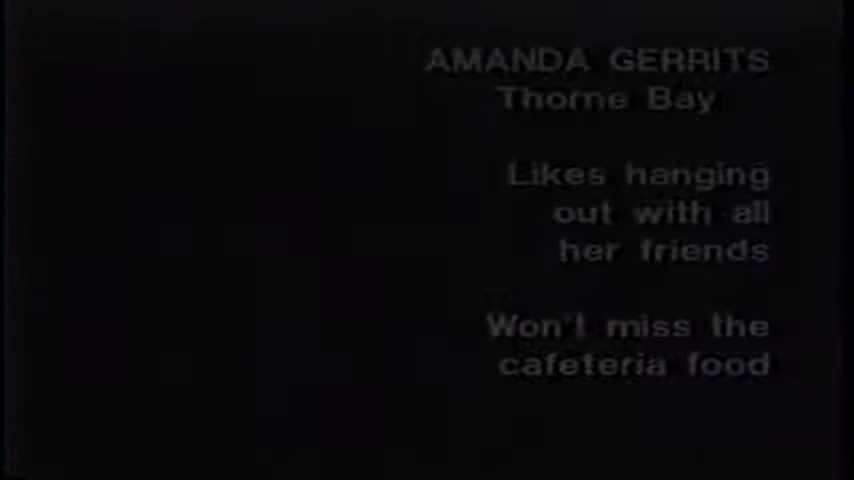 AMANDA GERRITS
Thorne Bay
Likes hanging
out with all
her friends
Won't miss the
cafeteria food